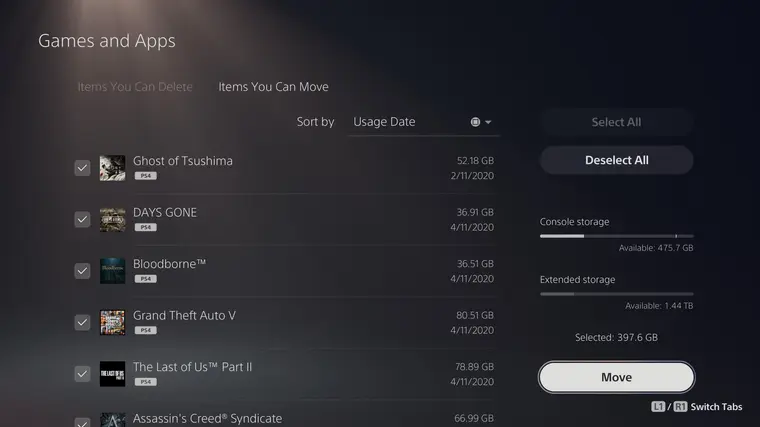 Games and Apps
Items You Can Delete Items You Can Move
Sort by Usage Date
Select All
Deselect All
Ghost of Tsushima 52.18 GB
PS4 2/11/2020
DAYS GONE 36.91 GB
PS4 4/11/2020
Bloodborne™ 36.51 GB
PS4 4/11/2020
Grand Theft Auto V 80.51 GB
PS4 4/11/2020
The Last of Us™ Part II 78.89 GB
PS4 4/11/2020
Assassin's Creed® Syndicate 66.99 GB
Console storage
Available: 475.7 GB
Extended storage
Available: 1.44 TB
Selected: 397.6 GB
Move
L1 / R1 Switch Tabs